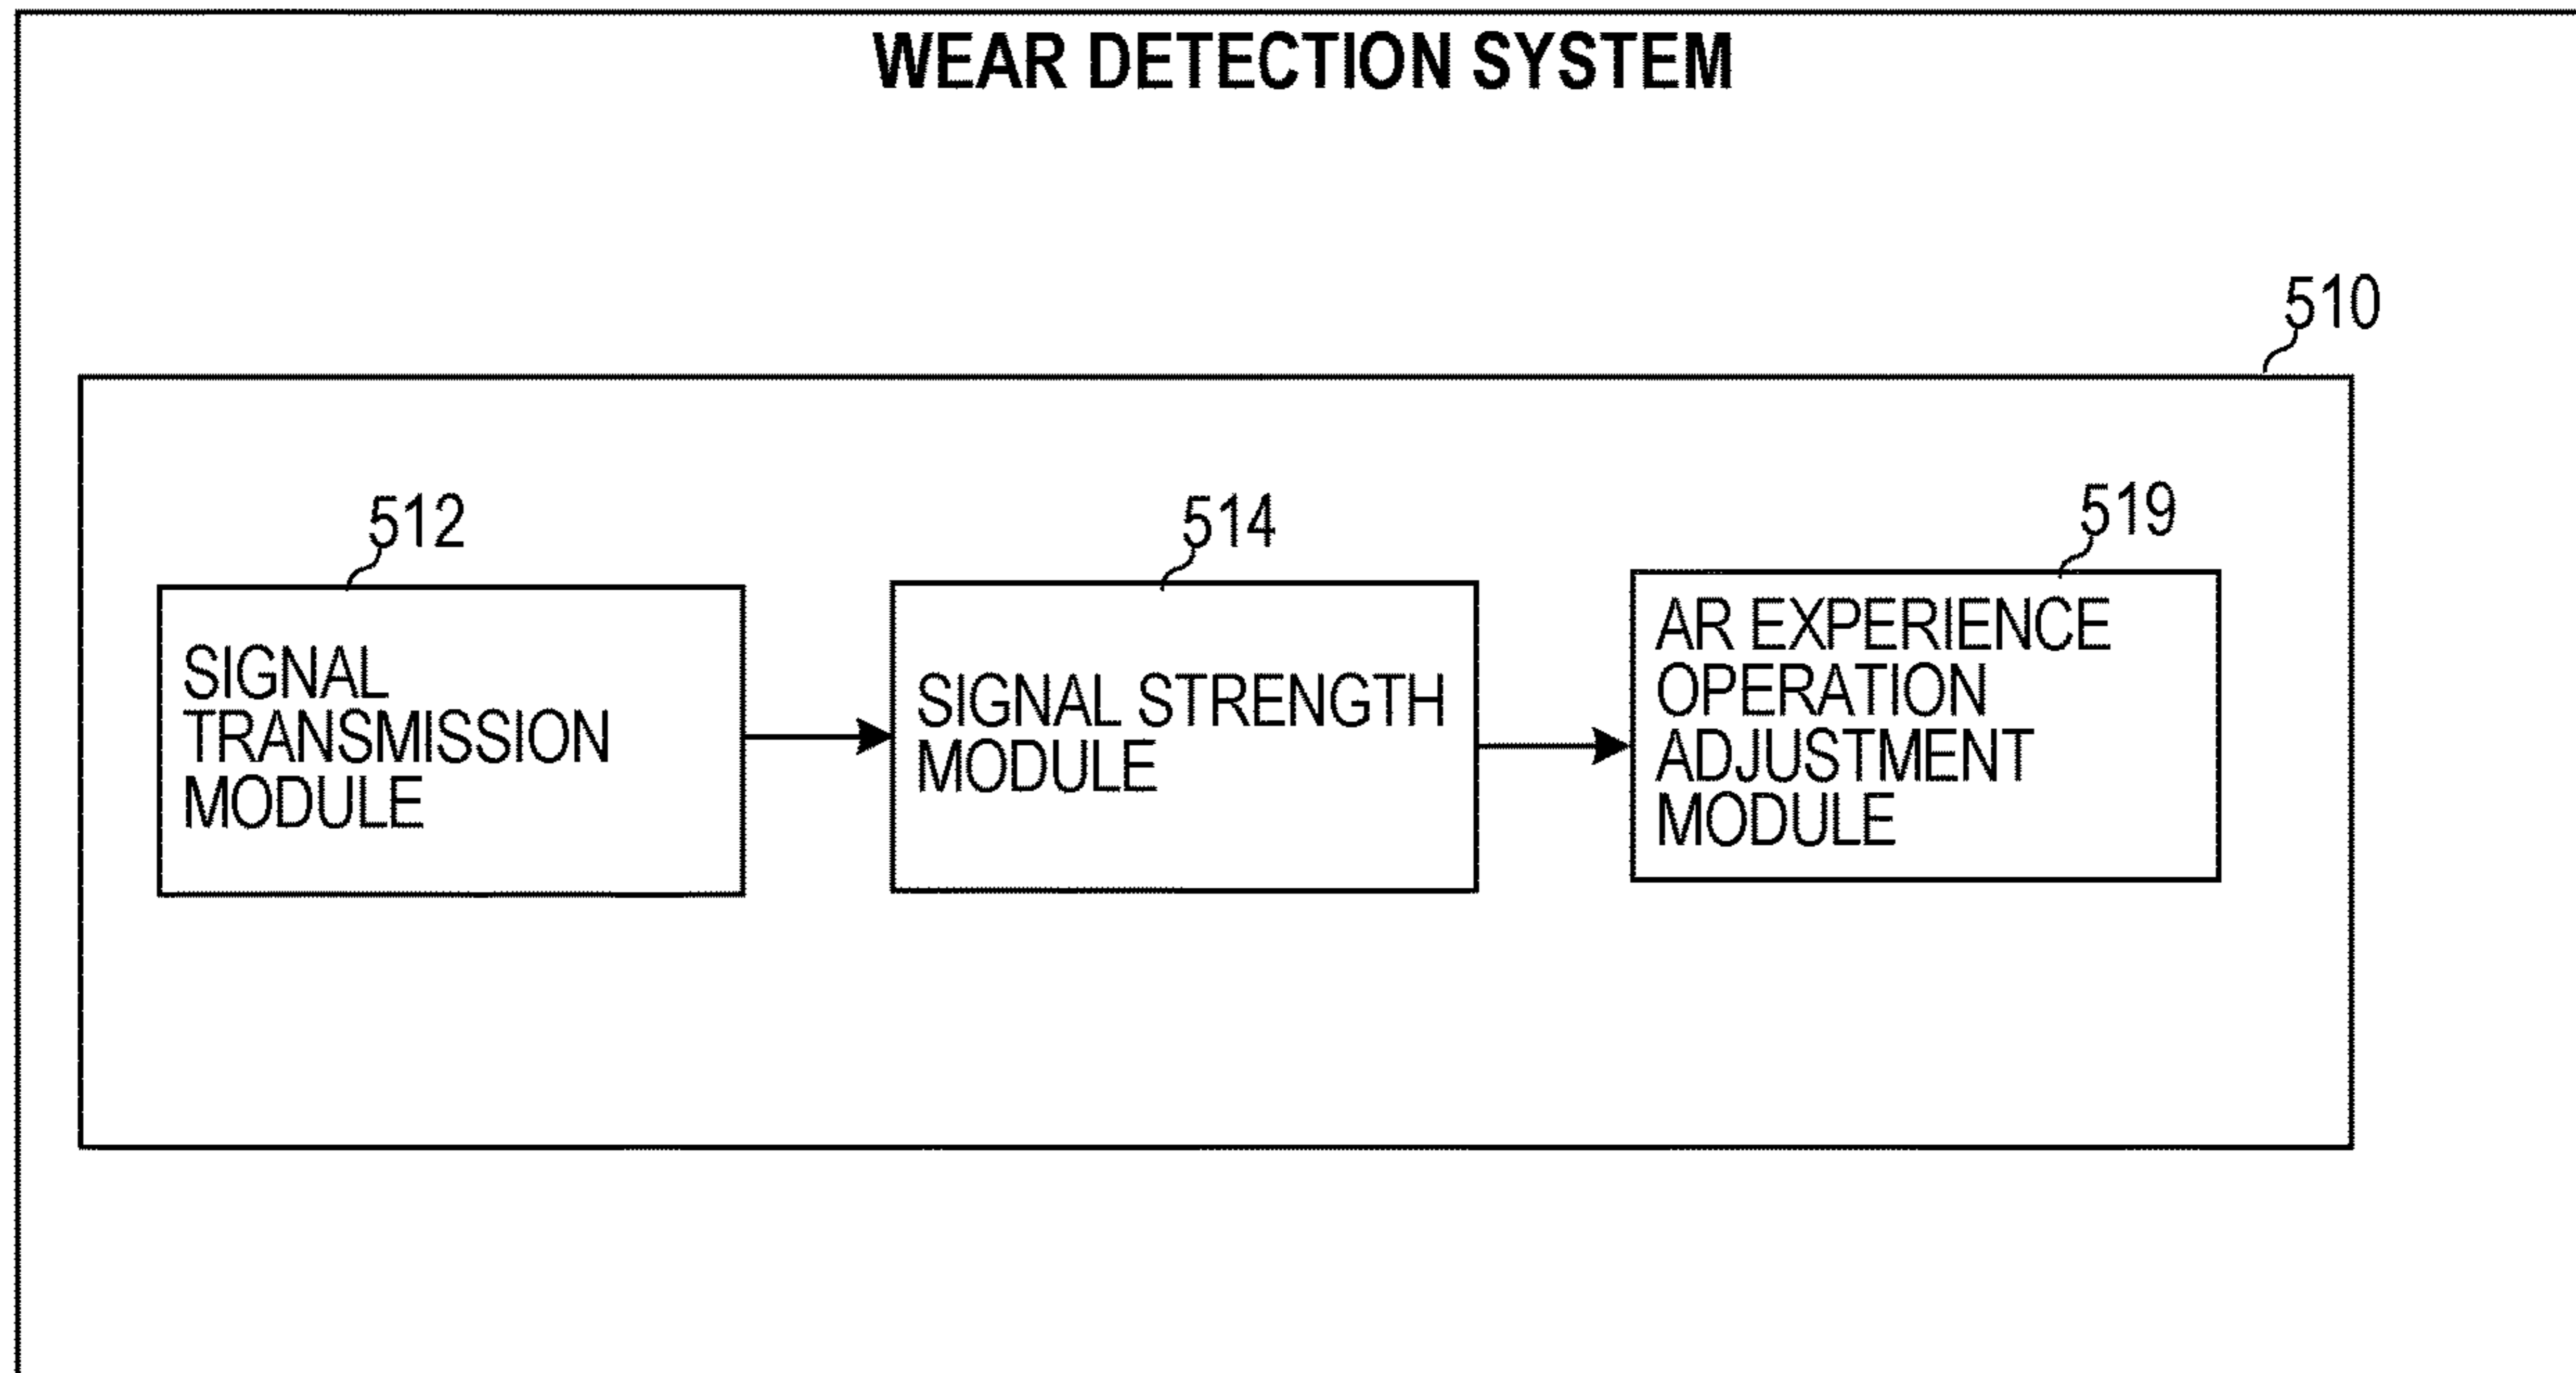 WEAR DETECTION SYSTEM
510
512
514
519
SIGNAL
TRANSMISSION
MODULE
SIGNAL STRENGTH
MODULE
AR EXPERIENCE
OPERATION
ADJUSTMENT
MODULE